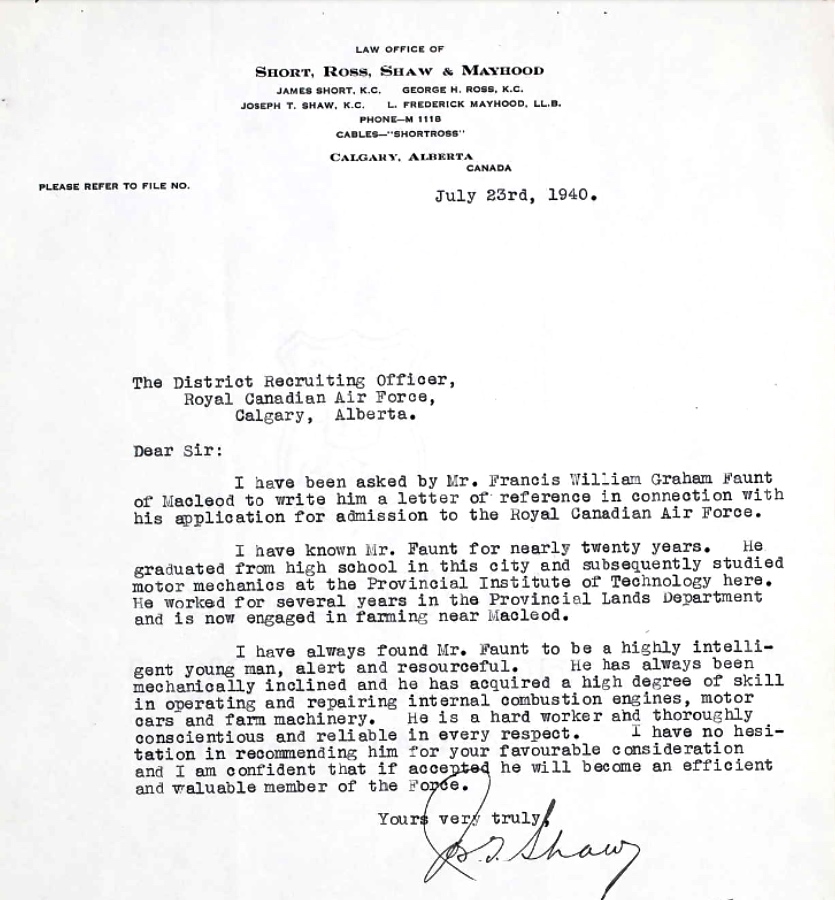 LAW OFFICE OF
SHORT, ROSS, SHAW & MAYHOOD
JAMES SHORT, K.C. GEORGE H. ROSS, K.C.
JOSEPH T. SHAW, K.C. L. FREDERICK MAYHOOD, LL.B.
PHONE—M 1118
CABLES—"SHORTROSS"
CALGARY, ALBERTA
CANADA
PLEASE REFER TO FILE NO.
July 23rd, 1940.
The District Recruiting Officer,
Royal Canadian Air Force,
Calgary, Alberta.
Dear Sir:
I have been asked by Mr. Francis William Graham Faunt
of Macleod to write him a letter of reference in connection with
his application for admission to the Royal Canadian Air Force.
I have known Mr. Faunt for nearly twenty years. He
graduated from high school in this city and subsequently studied
motor mechanics at the Provincial Institute of Technology here.
He worked for several years in the Provincial Lands Department
and is now engaged in farming near Macleod.
I have always found Mr. Faunt to be a highly intelli-
gent young man, alert and resourceful. He has always been
mechanically inclined and he has acquired a high degree of skill
in operating and repairing internal combustion engines, motor
cars and farm machinery. He is a hard worker and thoroughly
conscientious and reliable in every respect. I have no hesi-
tation in recommending him for your favourable consideration
and I am confident that if accepted he will become an efficient
and valuable member of the Force.
Yours very truly,
J. T. Shaw